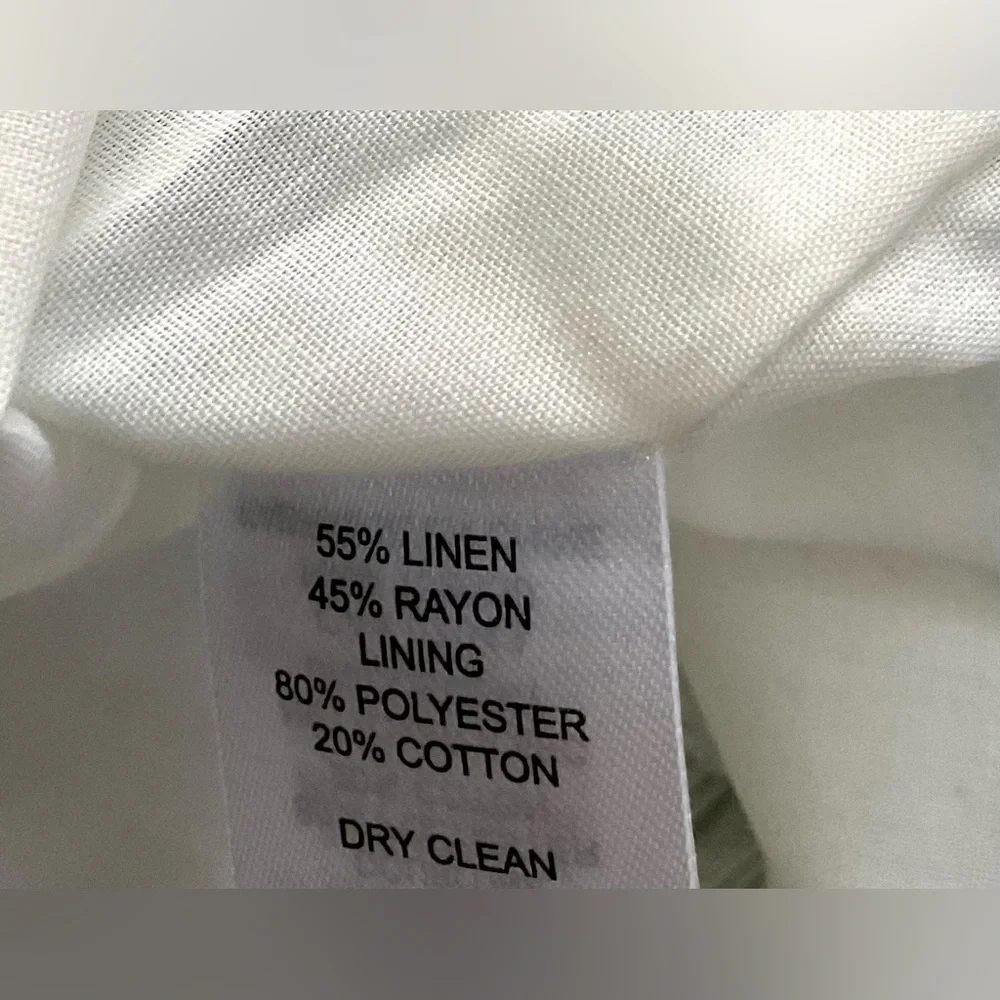 55% LINEN
45% RAYON
LINING
80% POLYESTER
20% COTTON
DRY CLEAN